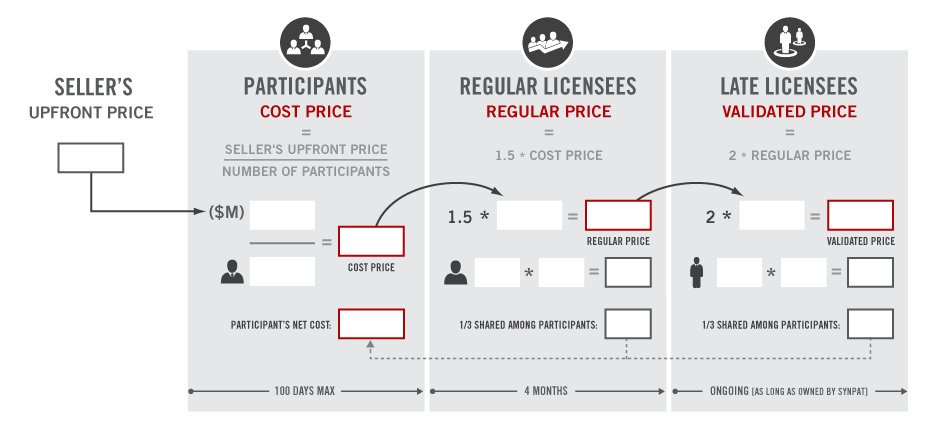 SELLER'S
UPFRONT PRICE
PARTICIPANTS
COST PRICE
=
SELLER'S UPFRONT PRICE
NUMBER OF PARTICIPANTS
($M)
=
COST PRICE
PARTICIPANT'S NET COST:
100 DAYS MAX
REGULAR LICENSEES
REGULAR PRICE
=
1.5 * COST PRICE
1.5 *
=
REGULAR PRICE
*
=
1/3 SHARED AMONG PARTICIPANTS:
4 MONTHS
LATE LICENSEES
VALIDATED PRICE
=
2 * REGULAR PRICE
2 *
=
VALIDATED PRICE
*
=
1/3 SHARED AMONG PARTICIPANTS:
ONGOING [AS LONG AS OWNED BY SYNPAT]